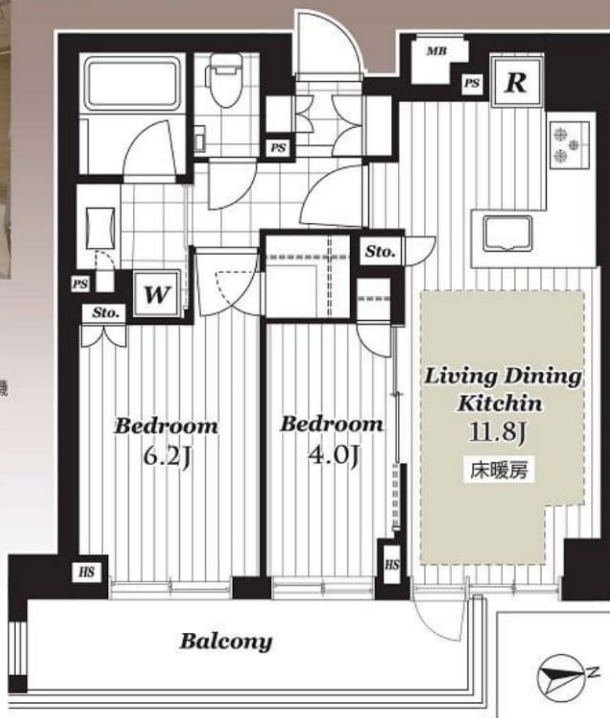 MB
PS
R
PS
Sto.
PS
W
Sto.
機
Bedroom
6.2J
Bedroom
4.0J
Living Dining
Kitchin
11.8J
床暖房
HS
HS
Balcony
N